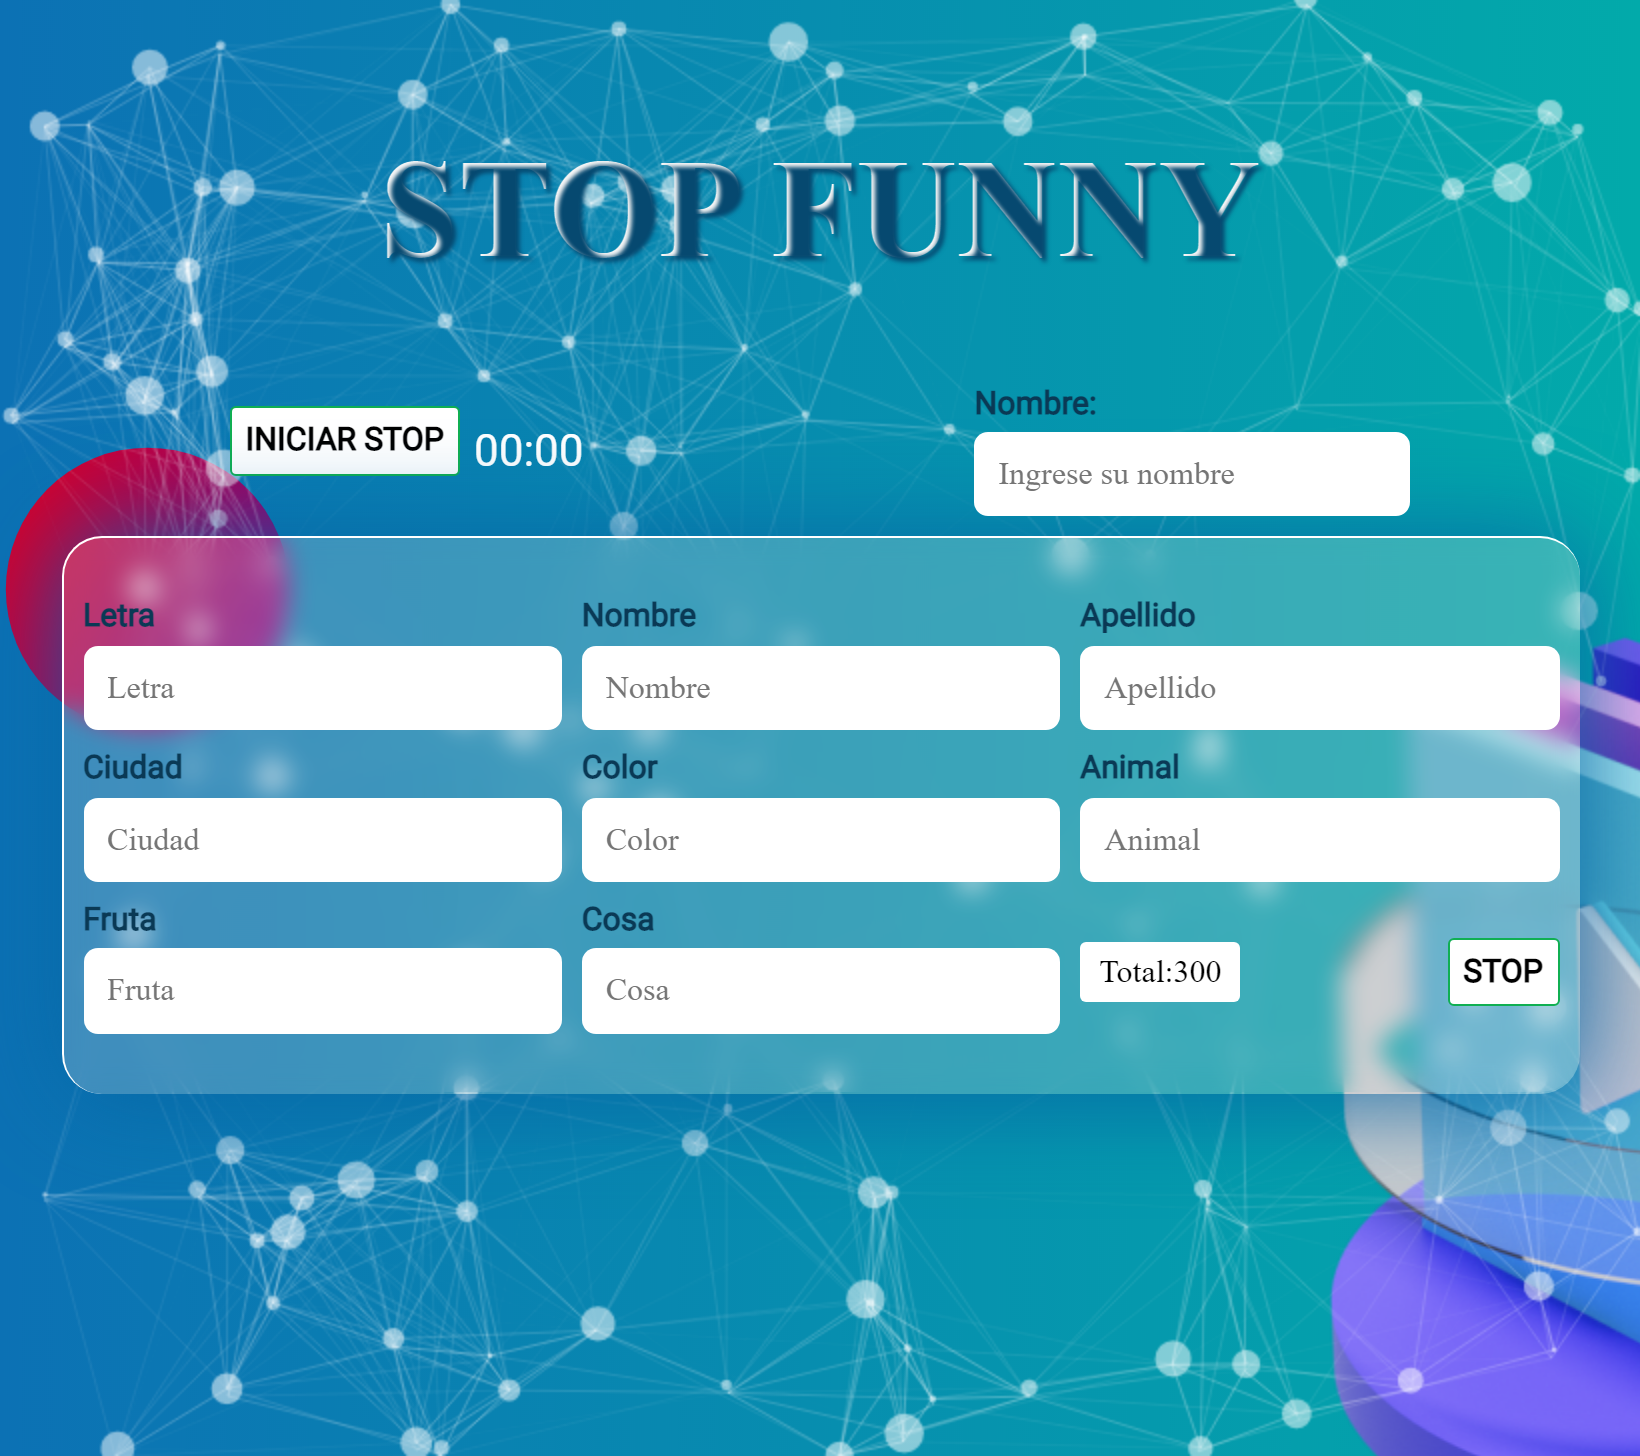 STOP FUNNY
INICIAR STOP 00:00
Nombre:
Ingrese su nombre
Letra Nombre Apellido
Letra Nombre Apellido
Ciudad Color Animal
Ciudad Color Animal
Fruta Cosa
Fruta Cosa Total:300 STOP